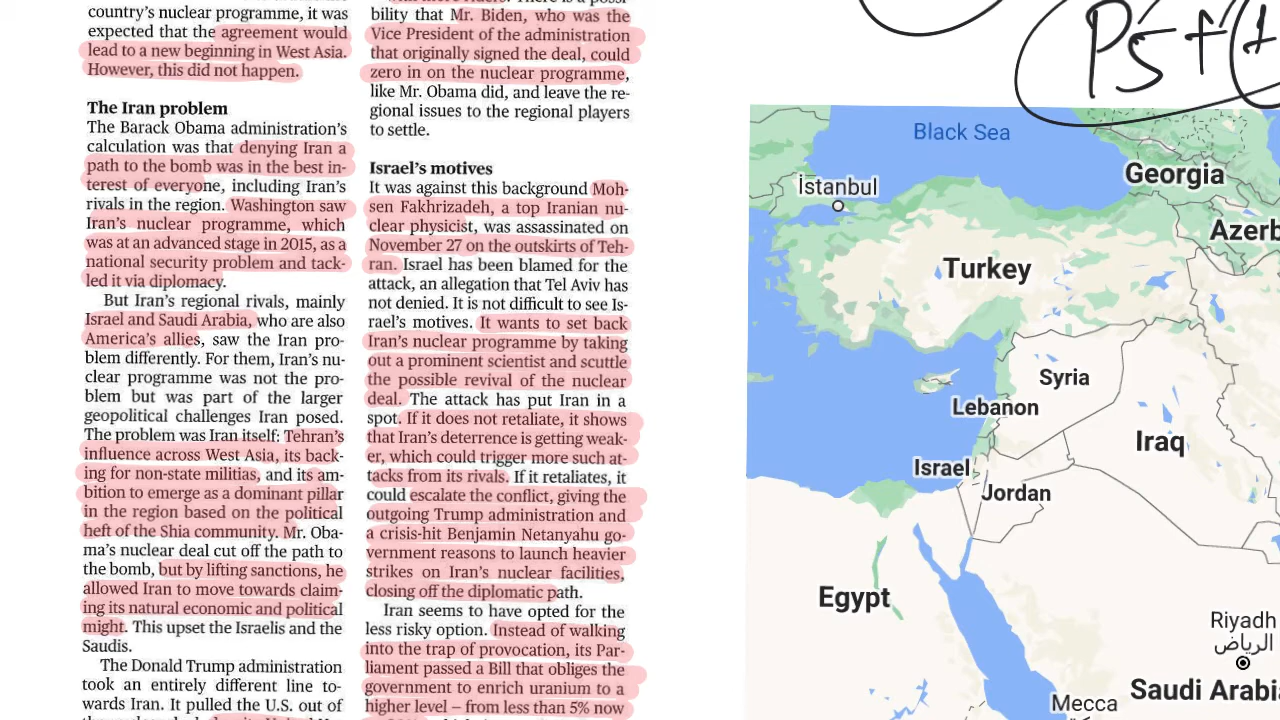 country's nuclear programme, it was
expected that the agreement would
lead to a new beginning in West Asia.
However, this did not happen.
The Iran problem
The Barack Obama administration's
calculation was that denying Iran a
path to the bomb was in the best in-
terest of everyone, including Iran's
rivals in the region. Washington saw
Iran's nuclear programme, which
was at an advanced stage in 2015, as a
national security problem and tack-
led it via diplomacy.
But Iran's regional rivals, mainly
Israel and Saudi Arabia, who are also
America's allies, saw the Iran pro-
blem differently. For them, Iran's nu-
clear programme was not the pro-
blem but was part of the larger
geopolitical challenges Iran posed.
The problem was Iran itself: Tehran's
influence across West Asia, its back-
ing for non-state militias, and its am-
bition to emerge as a dominant pillar
in the region based on the political
heft of the Shia community. Mr. Oba-
ma's nuclear deal cut off the path to
the bomb, but by lifting sanctions, he
allowed Iran to move towards claim-
ing its natural economic and political
might. This upset the Israelis and the
Saudis.
The Donald Trump administration
took an entirely different line to-
wards Iran. It pulled the U.S. out of
bility that Mr. Biden, who was the
Vice President of the administration
that originally signed the deal, could
zero in on the nuclear programme,
like Mr. Obama did, and leave the re-
gional issues to the regional players
to settle.
Israel's motives
It was against this background Moh-
sen Fakhrizadeh, a top Iranian nu-
clear physicist, was assassinated on
November 27 on the outskirts of Teh-
ran. Israel has been blamed for the
attack, an allegation that Tel Aviv has
not denied. It is not difficult to see Is-
rael's motives. It wants to set back
Iran's nuclear programme by taking
out a prominent scientist and scuttle
the possible revival of the nuclear
deal. The attack has put Iran in a
spot. If it does not retaliate, it shows
that Iran's deterrence is getting weak-
er, which could trigger more such at-
tacks from its rivals. If it retaliates, it
could escalate the conflict, giving the
outgoing Trump administration and
a crisis-hit Benjamin Netanyahu go-
vernment reasons to launch heavier
strikes on Iran's nuclear facilities,
closing off the diplomatic path.
Iran seems to have opted for the
less risky option. Instead of walking
into the trap of provocation, its Par-
liament passed a Bill that obliges the
government to enrich uranium to a
higher level – from less than 5% now
Black Sea
İstanbul
Georgia
Azerb
Turkey
Syria
Lebanon
Iraq
Israel
Jordan
Egypt
Riyadh
الرياض
Saudi Arabi
Mecca